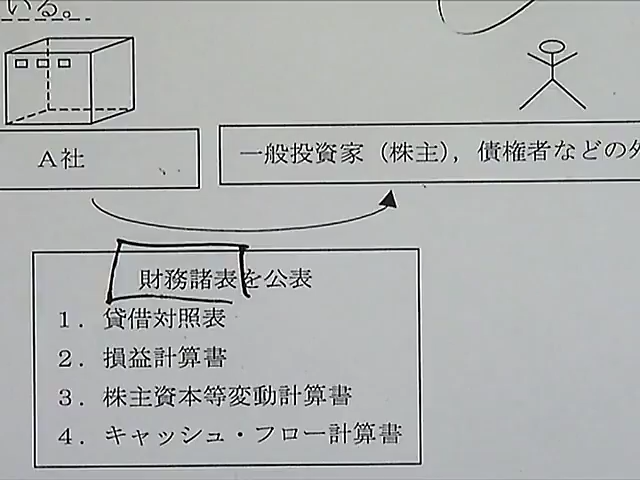 いる。
A社
一般投資家（株主），債権者などの
財務諸表を公表
1．貸借対照表
2．損益計算書
3．株主資本等変動計算書
4．キャッシュ・フロー計算書